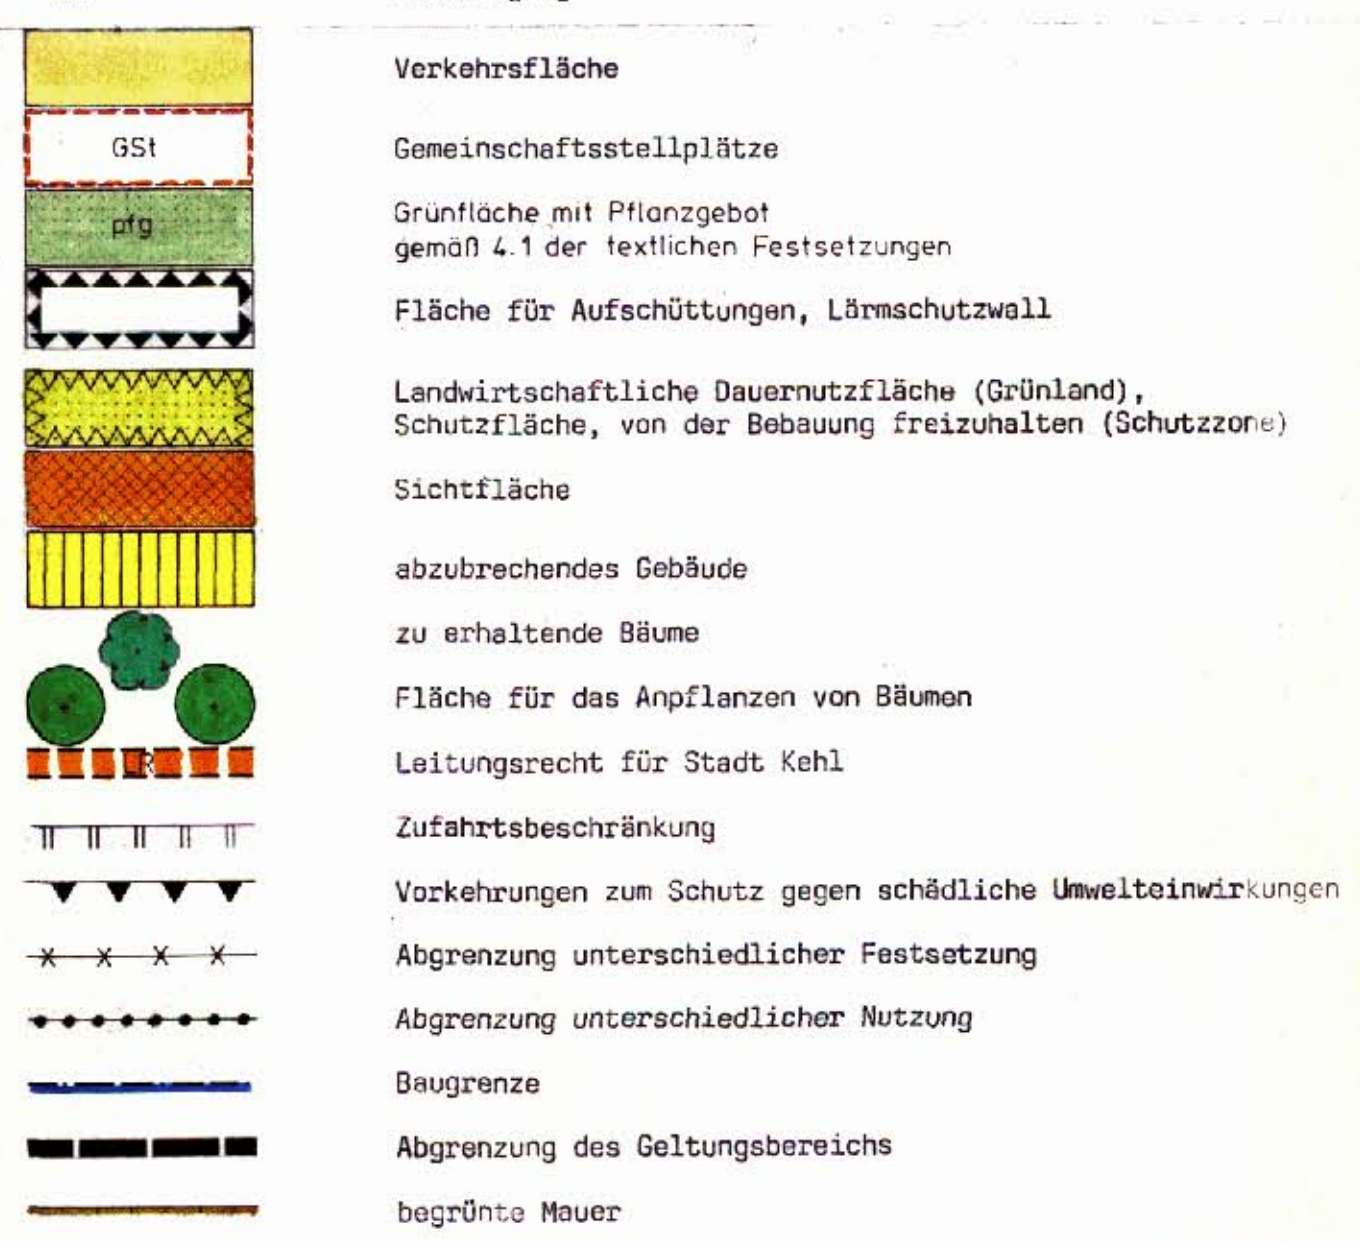 Verkehrsfläche
GSt Gemeinschaftsstellplätze
pfg Grünfläche mit Pflanzgebot
gemäß 4.1 der textlichen Festsetzungen
Fläche für Aufschüttungen, Lärmschutzwall
Landwirtschaftliche Dauernutzfläche (Grünland),
Schutzfläche, von der Bebauung freizuhalten (Schutzzone)
Sichtfläche
abzubrechendes Gebäude
zu erhaltende Bäume
Fläche für das Anpflanzen von Bäumen
LR Leitungsrecht für Stadt Kehl
Zufahrtsbeschränkung
Vorkehrungen zum Schutz gegen schädliche Umwelteinwirkungen
Abgrenzung unterschiedlicher Festsetzung
Abgrenzung unterschiedlicher Nutzung
Baugrenze
Abgrenzung des Geltungsbereichs
begrünte Mauer